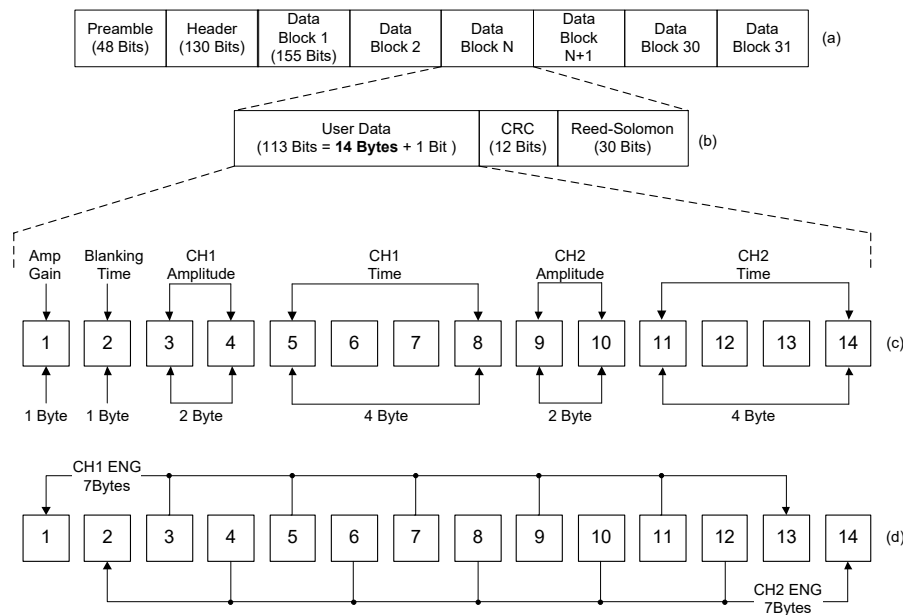 Preamble
(48 Bits)
Header
(130 Bits)
Data
Block 1
(155 Bits)
Data
Block 2
Data
Block N
Data
Block
N+1
Data
Block 30
Data
Block 31
(a)
User Data
(113 Bits = 14 Bytes + 1 Bit )
CRC
(12 Bits)
Reed-Solomon
(30 Bits)
(b)
Amp
Gain
Blanking
Time
CH1
Amplitude
CH1
Time
CH2
Amplitude
CH2
Time
1 2 3 4 5 6 7 8 9 10 11 12 13 14 (c)
1 Byte 1 Byte 2 Byte 4 Byte 2 Byte 4 Byte
CH1 ENG
7Bytes
1 2 3 4 5 6 7 8 9 10 11 12 13 14 (d)
CH2 ENG
7Bytes